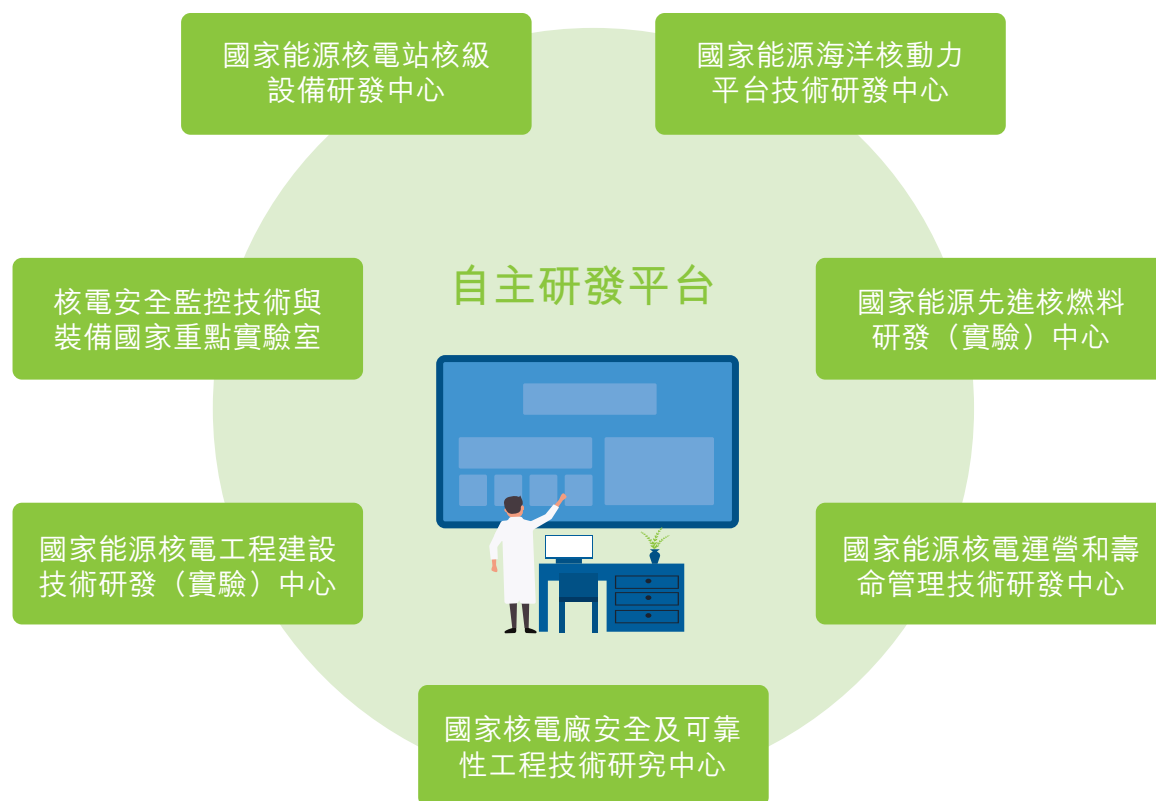 國家能源核電站核級
設備研發中心
國家能源海洋核動力
平台技術研發中心
自主研發平台
核電安全監控技術與
裝備國家重點實驗室
國家能源先進核燃料
研發（實驗）中心
國家能源核電工程建設
技術研發（實驗）中心
國家能源核電運營和壽
命管理技術研發中心
國家核電廠安全及可靠
性工程技術研究中心